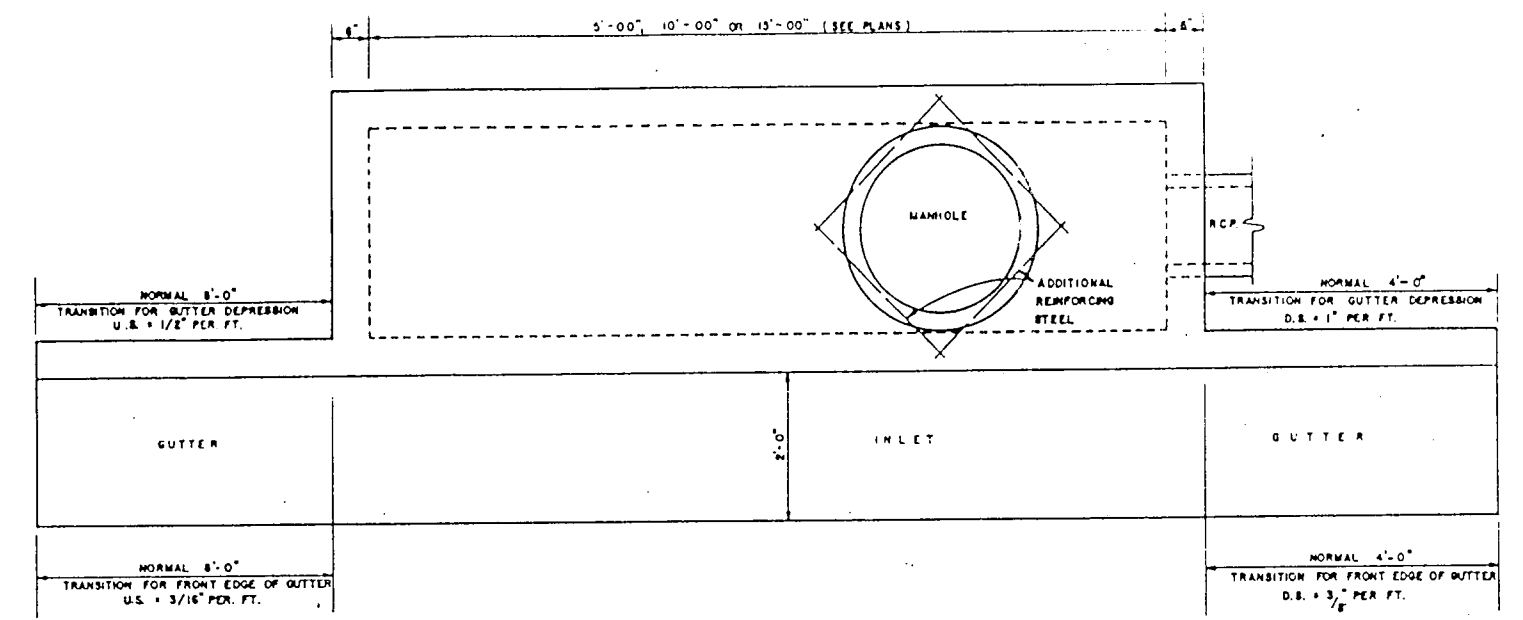 6"
5'-00", 10'-00" OR 15'-00" (SEE PLANS)
6"
MANHOLE
R.C.P.
ADDITIONAL
REINFORCING
STEEL
NORMAL 8'-0"
TRANSITION FOR GUTTER DEPRESSION
U.S. = 1/2" PER FT.
NORMAL 4'-0"
TRANSITION FOR GUTTER DEPRESSION
D.S. = 1" PER FT.
GUTTER
2'-0"
INLET
GUTTER
NORMAL 8'-0"
TRANSITION FOR FRONT EDGE OF GUTTER
U.S. = 3/16" PER. FT.
NORMAL 4'-0"
TRANSITION FOR FRONT EDGE OF GUTTER
D.S. = 3/8" PER FT.